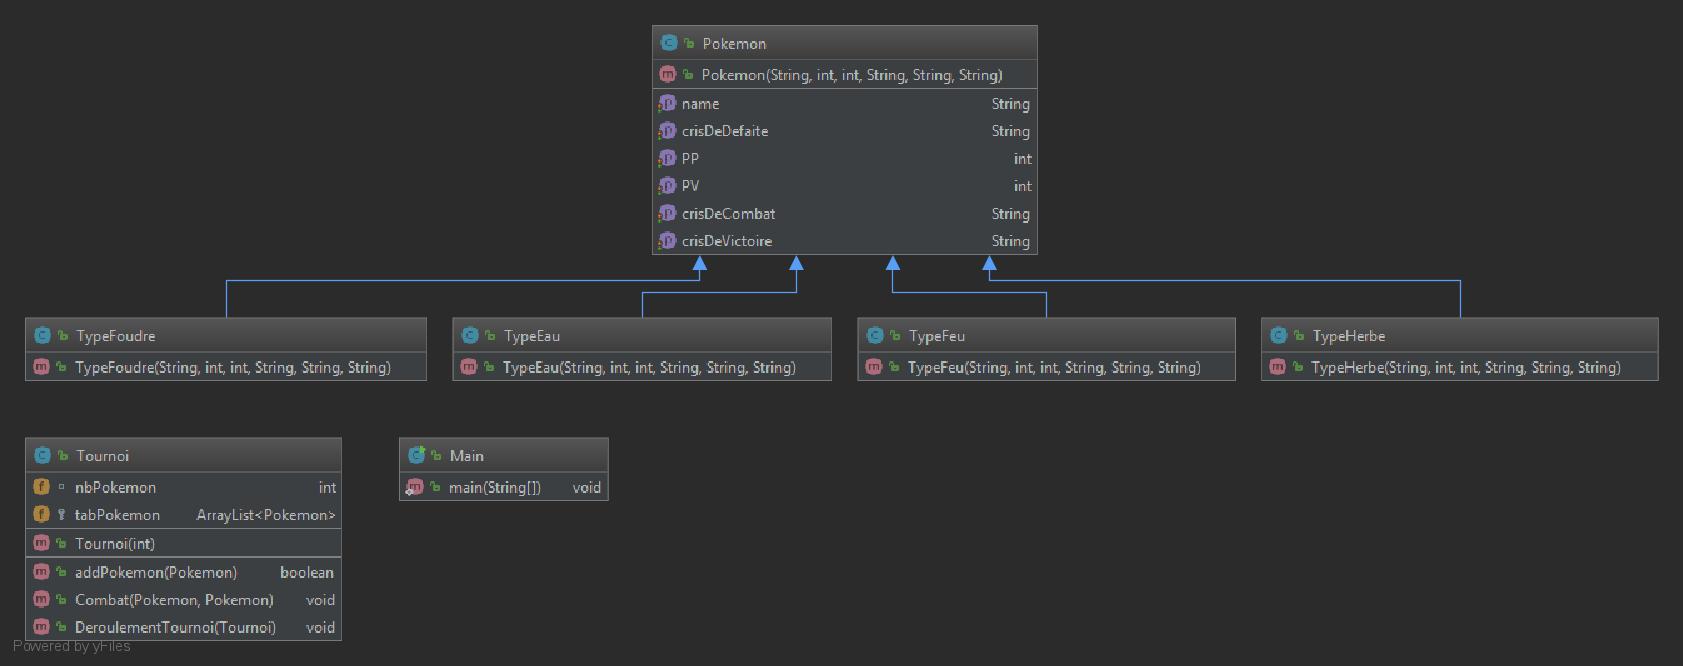 Pokemon
Pokemon(String, int, int, String, String, String)
name String
crisDeDefaite String
PP int
PV int
crisDeCombat String
crisDeVictoire String
TypeFoudre
TypeFoudre(String, int, int, String, String, String)
TypeEau
TypeEau(String, int, int, String, String, String)
TypeFeu
TypeFeu(String, int, int, String, String, String)
TypeHerbe
TypeHerbe(String, int, int, String, String, String)
Tournoi
nbPokemon int
tabPokemon ArrayList<Pokemon>
Tournoi(int)
addPokemon(Pokemon) boolean
Combat(Pokemon, Pokemon) void
DeroulementTournoi(Tournoi) void
Main
main(String[]) void
Powered by yFiles